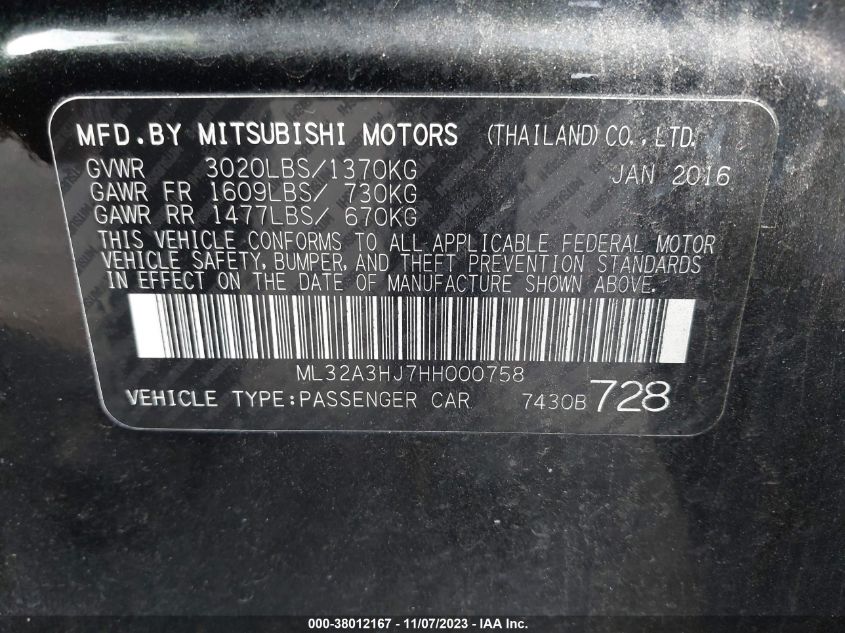 MFD.BY MITSUBISHI MOTORS (THAILAND) CO., LTD.
GVWR 3020LBS/1370KG JAN 2016
GAWR FR 1609LBS/ 730KG
GAWR RR 1477LBS/ 670KG
THIS VEHICLE CONFORMS TO ALL APPLICABLE FEDERAL MOTOR
VEHICLE SAFETY, BUMPER, AND THEFT PREVENTION STANDARDS
IN EFFECT ON THE DATE OF MANUFACTURE SHOWN ABOVE.
ML32A3HJ7HH000758
VEHICLE TYPE:PASSENGER CAR 7430B 728
000-38012167 - 11/07/2023 - IAA Inc.